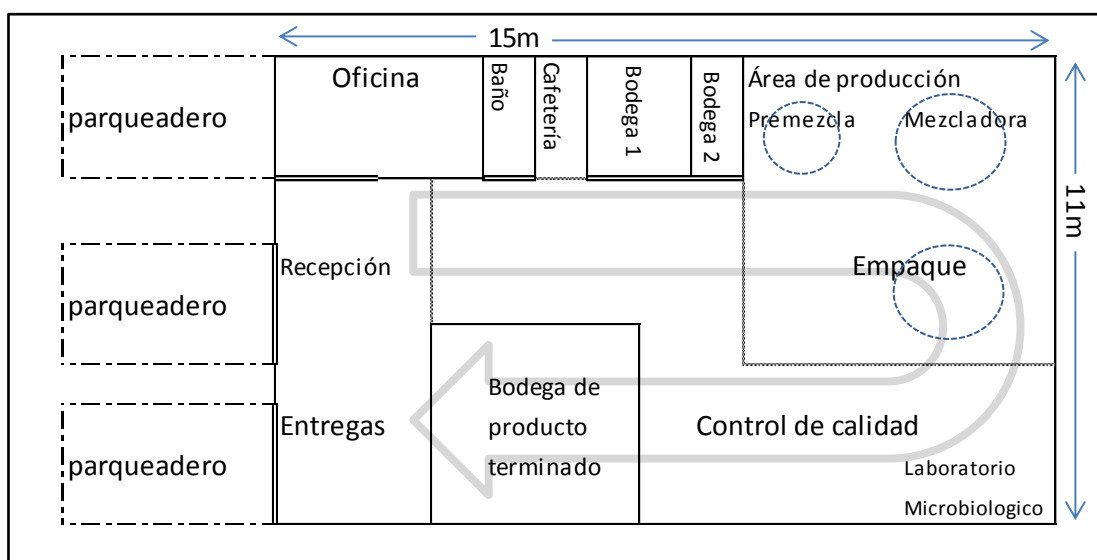 15m
Oficina
Baño
Cafetería
Bodega 1
Bodega 2
Área de producción
Premezcla
Mezcladora
parqueadero
11m
Recepción
Empaque
parqueadero
Bodega de
producto
terminado
Entregas
Control de calidad
parqueadero
Laboratorio
Microbiologico